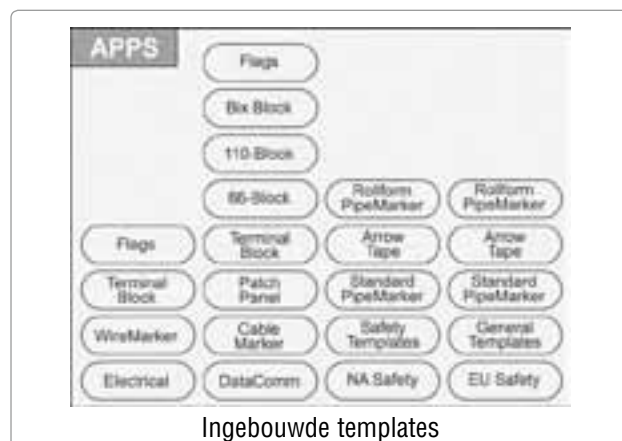 APPS
Flags
Bix Block
110-Block
66-Block
Rollform
PipeMarker
Rollform
PipeMarker
Flags
Terminal
Block
Arrow
Tape
Arrow
Tape
Terminal
Block
Patch
Panel
Standard
PipeMarker
Standard
PipeMarker
WireMarker
Cable
Marker
Safety
Templates
General
Templates
Electrical
DataComm
NA Safety
EU Safety
Ingebouwde templates